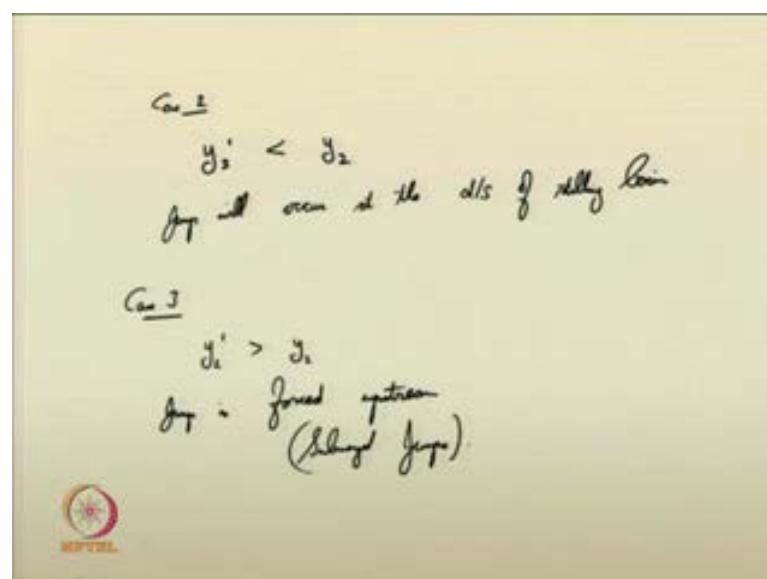 Case 2
y₂' < y₂
Jump will occur at the d/s of stilling basin
Case 3
y₂' > y₂
Jump is forced upstream
(Submerged Jumps).
NPTEL